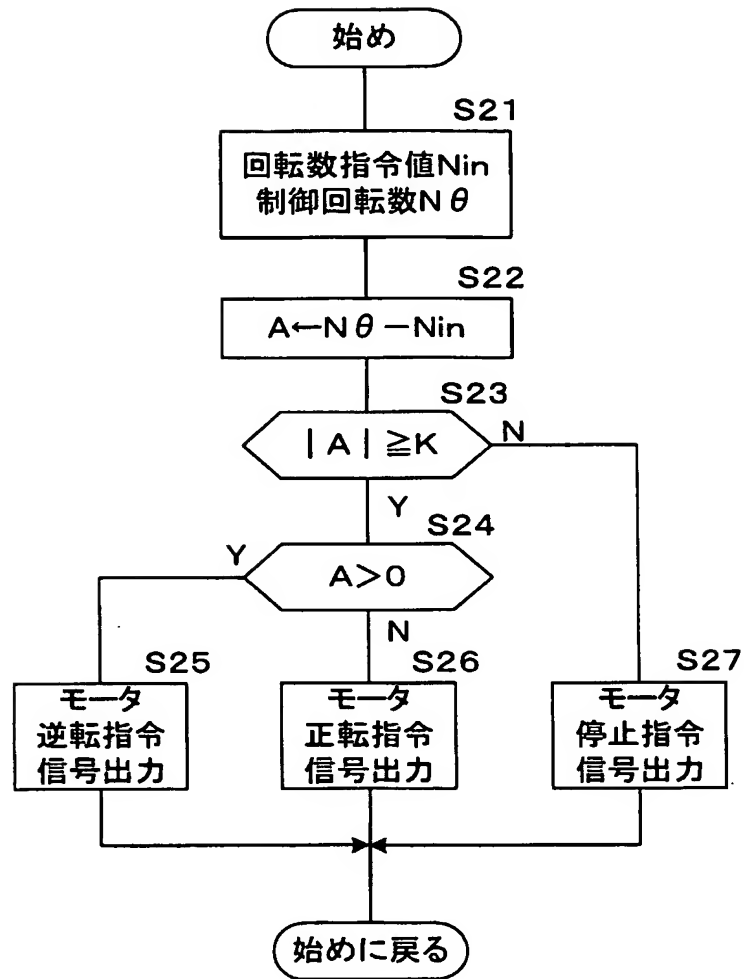 始め
S21
回転数指令値Nin
制御回転数Nθ
S22
A←Nθ−Nin
S23
|A|≧K
N
Y
S24
Y
A>0
N
S25
モータ
逆転指令
信号出力
S26
モータ
正転指令
信号出力
S27
モータ
停止指令
信号出力
始めに戻る